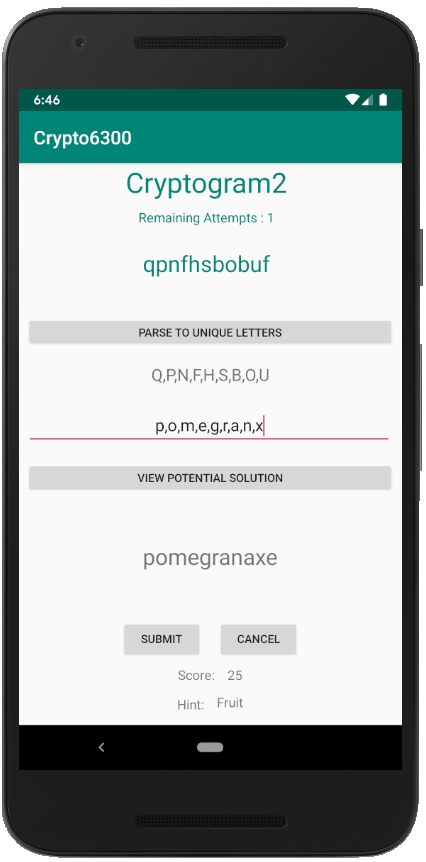 6:46
Crypto6300
Cryptogram2
Remaining Attempts : 1
qpnfhsbobuf
PARSE TO UNIQUE LETTERS
Q,P,N,F,H,S,B,O,U
p,o,m,e,g,r,a,n,x
VIEW POTENTIAL SOLUTION
pomegranaxe
SUBMIT CANCEL
Score: 25
Hint: Fruit